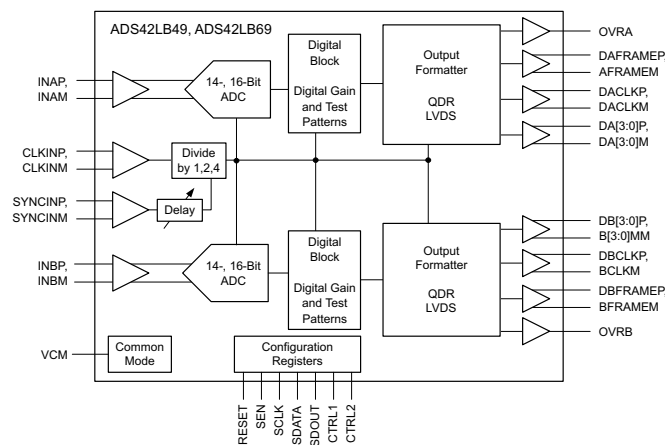 ADS42LB49, ADS42LB69
INAP,
INAM
14-, 16-Bit
ADC
Digital
Block
Digital Gain
and Test
Patterns
Output
Formatter
QDR
LVDS
OVRA
DAFRAMEP,
AFRAMEM
DACLKP,
DACLKM
DA[3:0]P,
DA[3:0]M
CLKINP,
CLKINM
Divide
by 1,2,4
SYNCINP,
SYNCINM
Delay
INBP,
INBM
14-, 16-Bit
ADC
Digital
Block
Digital Gain
and Test
Patterns
Output
Formatter
QDR
LVDS
DB[3:0]P,
B[3:0]MM
DBCLKP,
BCLKM
DBFRAMEP,
BFRAMEM
OVRB
VCM
Common
Mode
Configuration
Registers
RESET
SEN
SCLK
SDATA
SDOUT
CTRL1
CTRL2